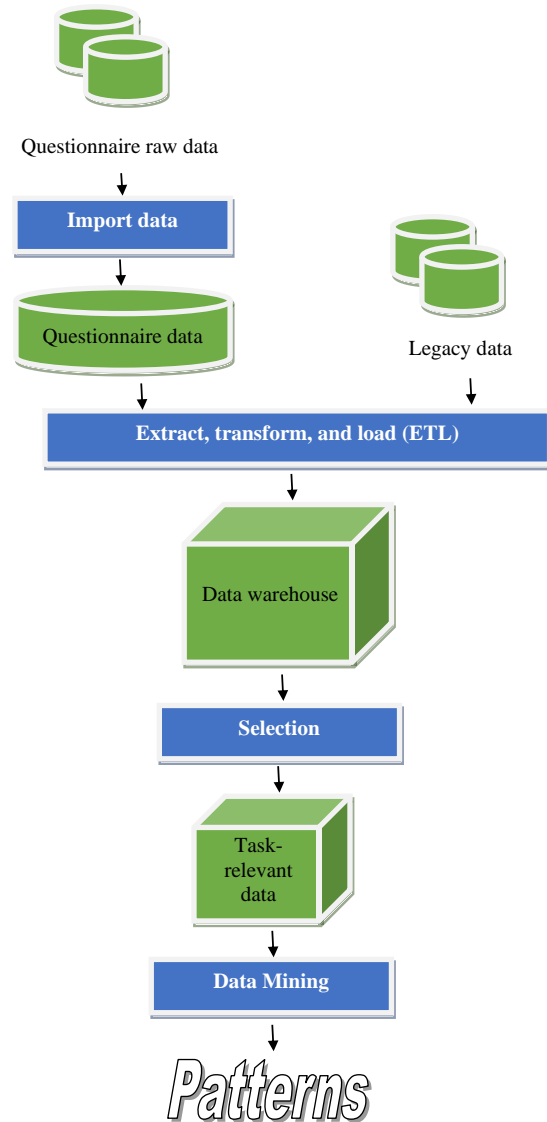 Questionnaire raw data
Import data
Questionnaire data
Legacy data
Extract, transform, and load (ETL)
Data warehouse
Selection
Task-
relevant
data
Data Mining
Patterns